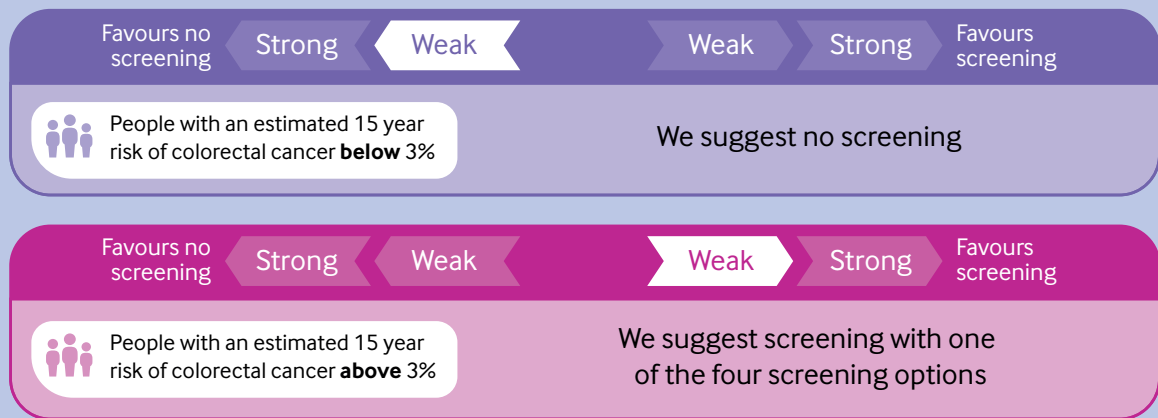 Favours no
screening
Strong
Weak
Weak
Strong
Favours
screening
People with an estimated 15 year
risk of colorectal cancer below 3%
We suggest no screening
Favours no
screening
Strong
Weak
Weak
Strong
Favours
screening
People with an estimated 15 year
risk of colorectal cancer above 3%
We suggest screening with one
of the four screening options